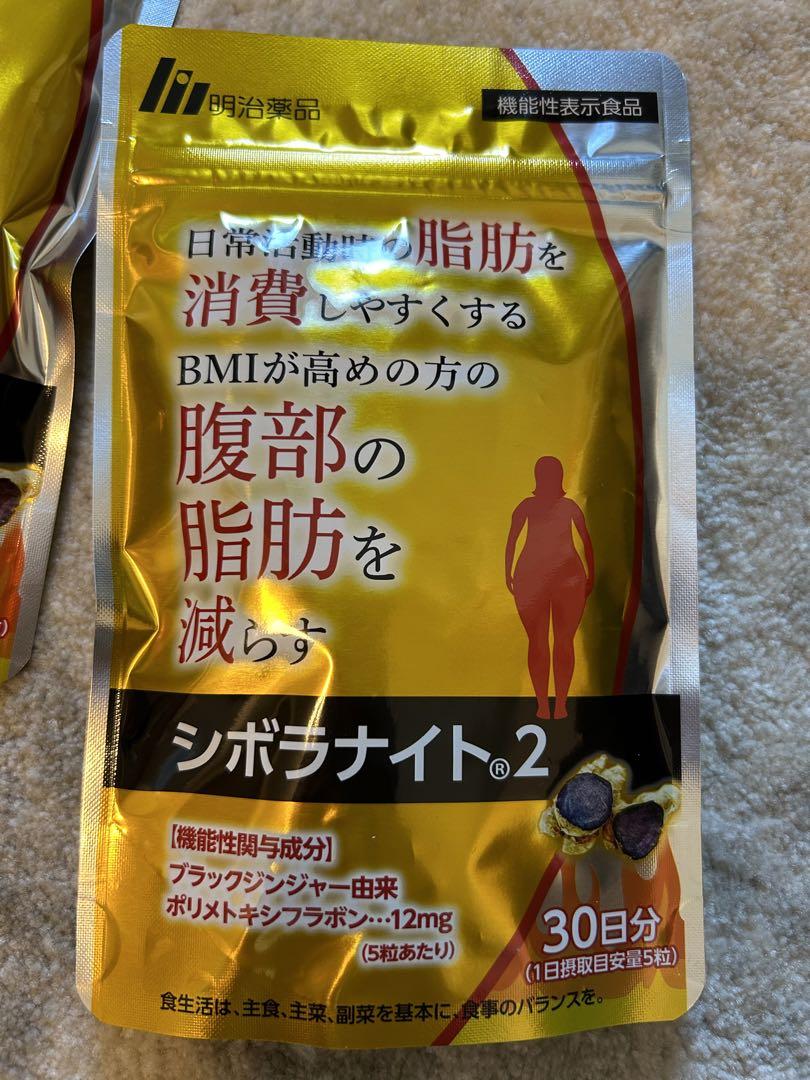 明治薬品
機能性表示食品
日常活動時の脂肪を
消費しやすくする
BMIが高めの方の
腹部の
脂肪を
減らす
シボラナイト®2
【機能性関与成分】
ブラックジンジャー由来
ポリメトキシフラボン…12mg
(5粒あたり)
30日分
(1日摂取目安量5粒)
食生活は、主食、主菜、副菜を基本に、食事のバランスを。